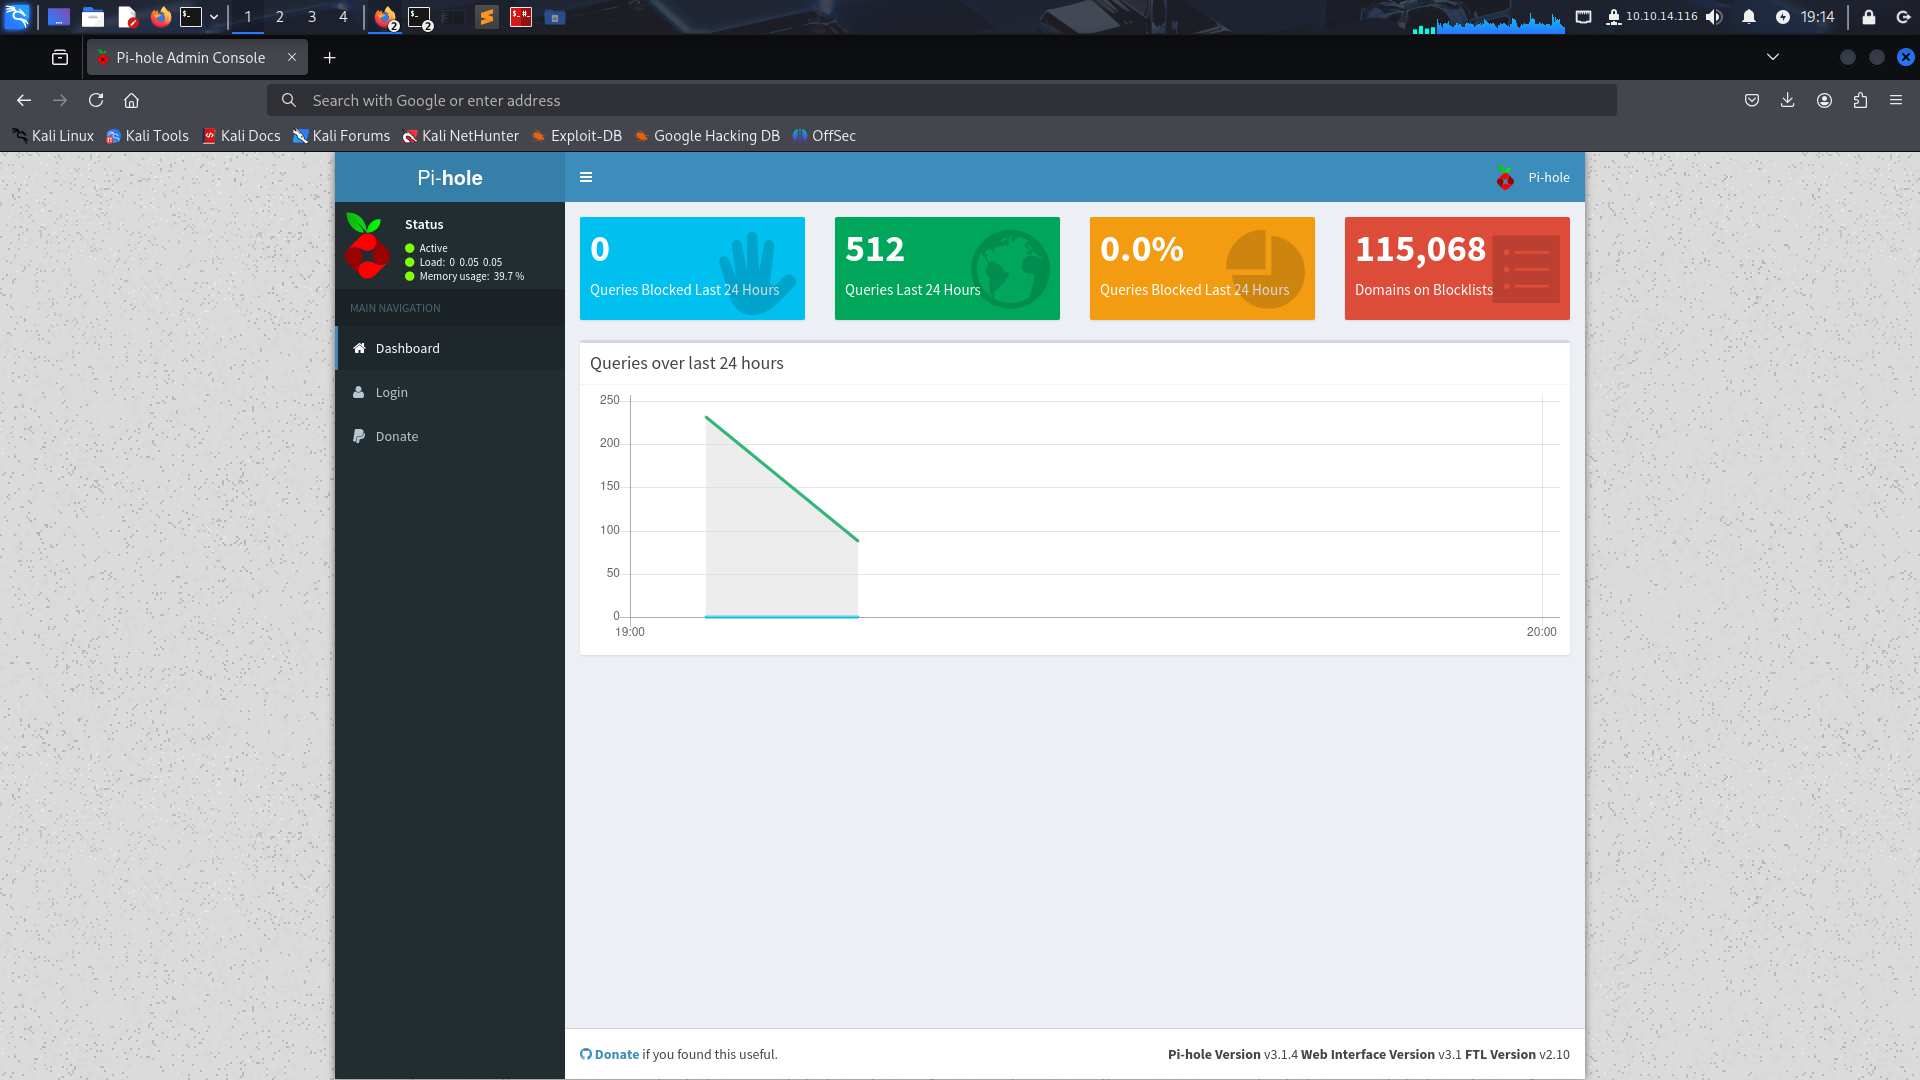 1 2 3 4 2 2 10.10.14.116 19:14
Pi-hole Admin Console
Search with Google or enter address
Kali Linux Kali Tools Kali Docs Kali Forums Kali NetHunter Exploit-DB Google Hacking DB OffSec
Pi-hole
Pi-hole
Status
Active
Load: 0 0.05 0.05
Memory usage: 39.7 %
MAIN NAVIGATION
Dashboard
Login
Donate
0
Queries Blocked Last 24 Hours
512
Queries Last 24 Hours
0.0%
Queries Blocked Last 24 Hours
115,068
Domains on Blocklists
Queries over last 24 hours
250
200
150
100
50
0
19:00 20:00
Donate if you found this useful.
Pi-hole Version v3.1.4 Web Interface Version v3.1 FTL Version v2.10